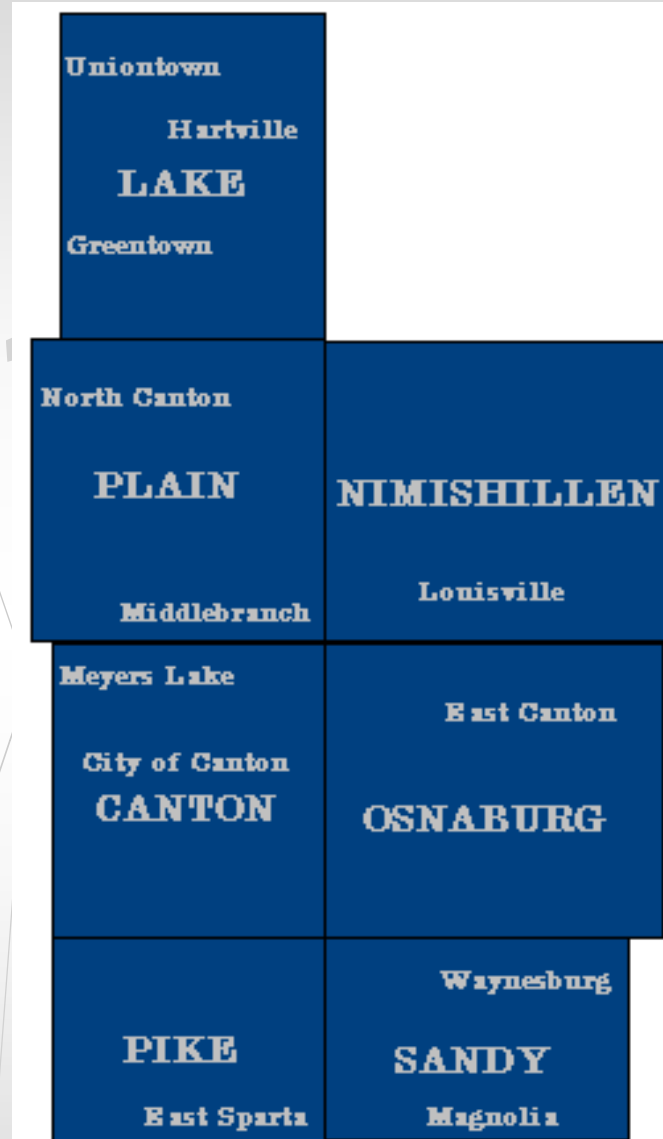 Uniontown
Hartville
LAKE
Greentown
North Canton
PLAIN
Middlebranch
NIMISHILLEN
Louisville
Meyers Lake
City of Canton
CANTON
East Canton
OSNABURG
PIKE
East Sparta
Waynesburg
SANDY
Magnolia